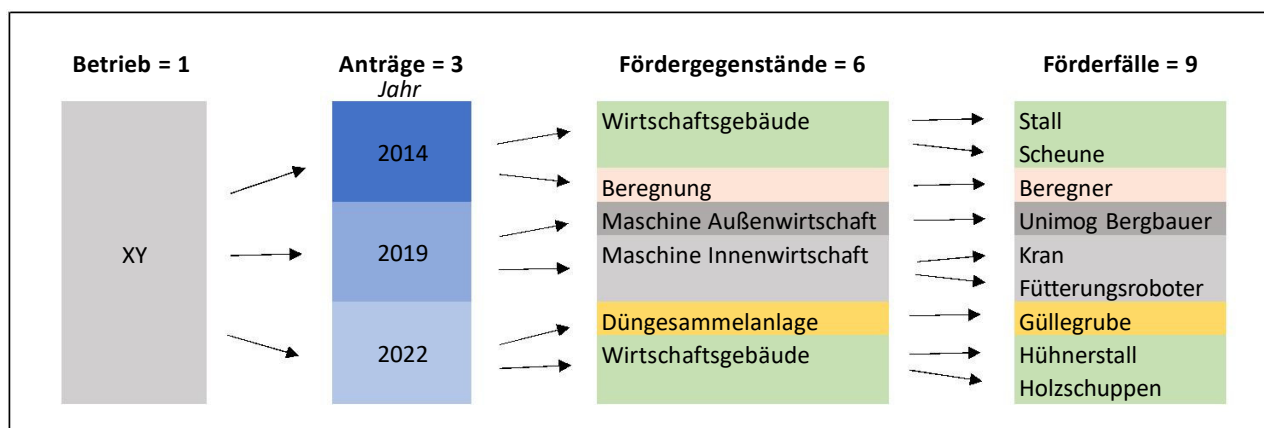 Betrieb = 1
Anträge = 3
Jahr
Fördergegenstände = 6
Förderfälle = 9
XY
2014
2019
2022
Wirtschaftsgebäude
Beregnung
Maschine Außenwirtschaft
Maschine Innenwirtschaft
Düngesammelanlage
Wirtschaftsgebäude
Stall
Scheune
Beregner
Unimog Bergbauer
Kran
Fütterungsroboter
Güllegrube
Hühnerstall
Holzschuppen